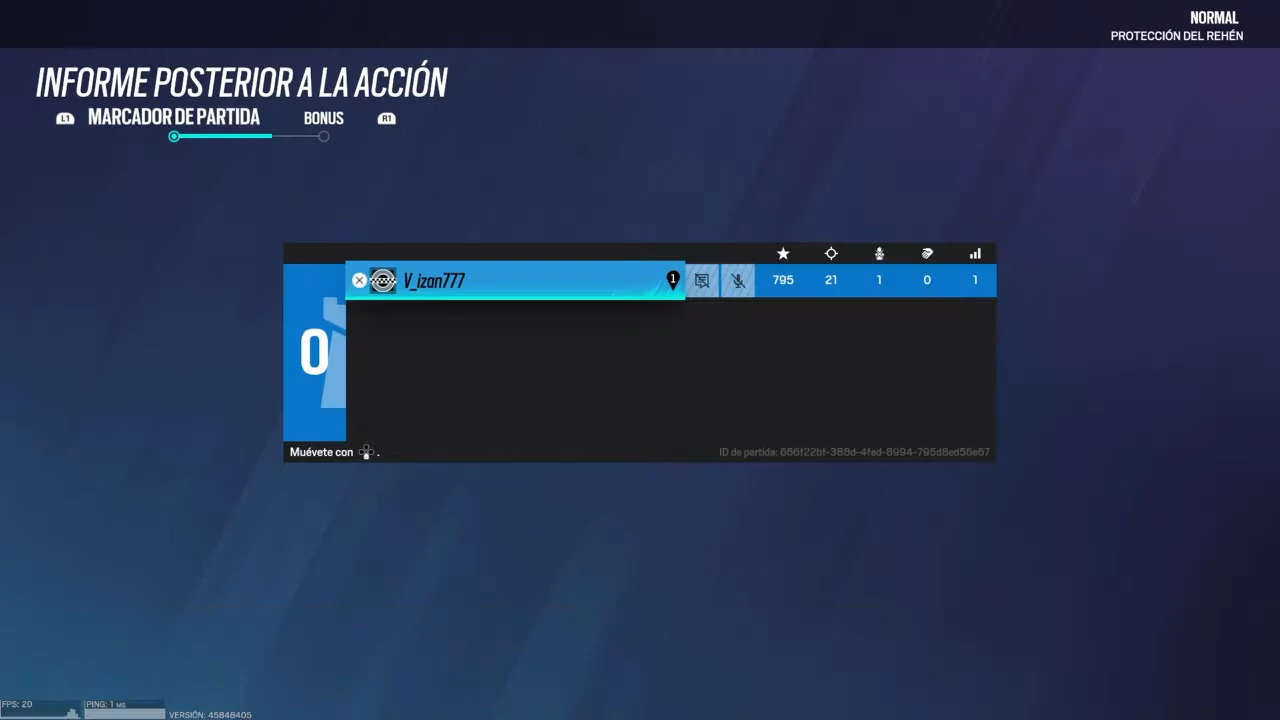 NORMAL
PROTECCIÓN DEL REHÉN
INFORME POSTERIOR A LA ACCIÓN
L1 MARCADOR DE PARTIDA BONUS R1
V_izan777 1 795 21 1 0 1
0
Muévete con .
ID de partida: 666f22bf-388d-4fed-8994-795d8ed56e67
FPS: 20 PING: 1 MS VERSIÓN: 45848405